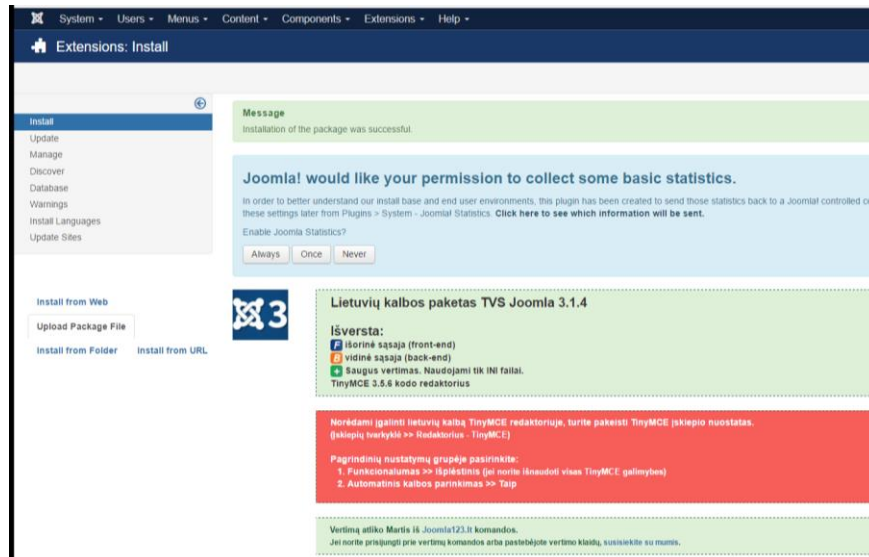 System Users Menus Content Components Extensions Help
Extensions: Install
Install
Update
Manage
Discover
Database
Warnings
Install Languages
Update Sites
Install from Web
Upload Package File
Install from Folder Install from URL
Message
Installation of the package was successful.
Joomla! would like your permission to collect some basic statistics.
In order to better understand our install base and end user environments, this plugin has been created to send those statistics back to a Joomla! controlled
these settings later from Plugins > System - Joomla! Statistics. Click here to see which information will be sent.
Enable Joomla Statistics?
Always Once Never
3
Lietuvių kalbos paketas TVS Joomla 3.1.4
Išversta:
F išorinė sąsaja (front-end)
B vidinė sąsaja (back-end)
+ Saugus vertimas. Naudojami tik INI failai.
TinyMCE 3.5.6 kodo redaktorius
Norėdami įgalinti lietuvių kalbą TinyMCE redaktoriuje, turite pakeisti TinyMCE įskiepio nuostatas.
(Įskiepių tvarkyklė >> Redaktorius - TinyMCE)
Pagrindinių nustatymų grupėje pasirinkite:
1. Funkcionalumas >> Išplėstinis (jei norite išnaudoti visas TinyMCE galimybes)
2. Automatinis kalbos parinkimas >> Taip
Vertimą atliko Martis iš Joomla123.lt komandos.
Jei norite prisijungti prie vertimų komandos arba pastebėjote vertimo klaidų, susisiekite su mumis.